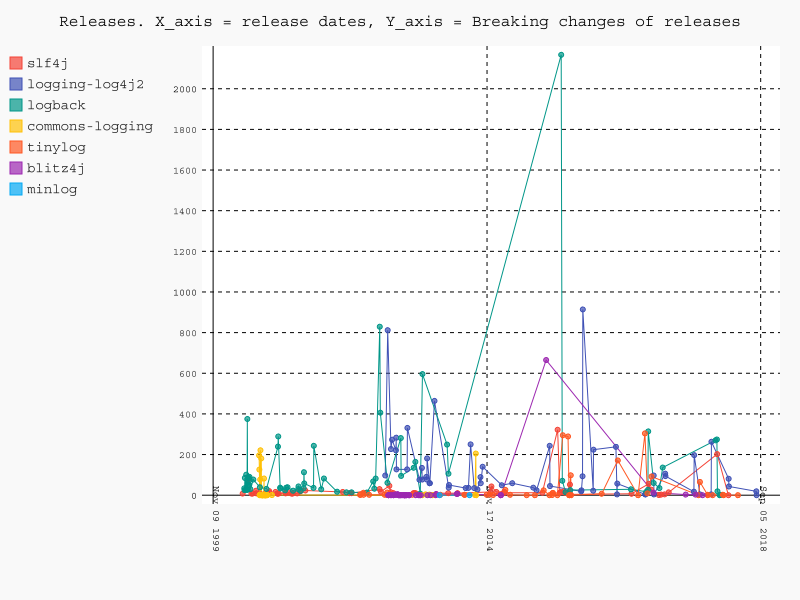 Releases. X_axis = release dates, Y_axis = Breaking changes of releases
slf4j
logging-log4j2
logback
commons-logging
tinylog
blitz4j
minlog
2000
1800
1600
1400
1200
1000
800
600
400
200
0
Nov 09 1999
17 2014
Sep 05 2018